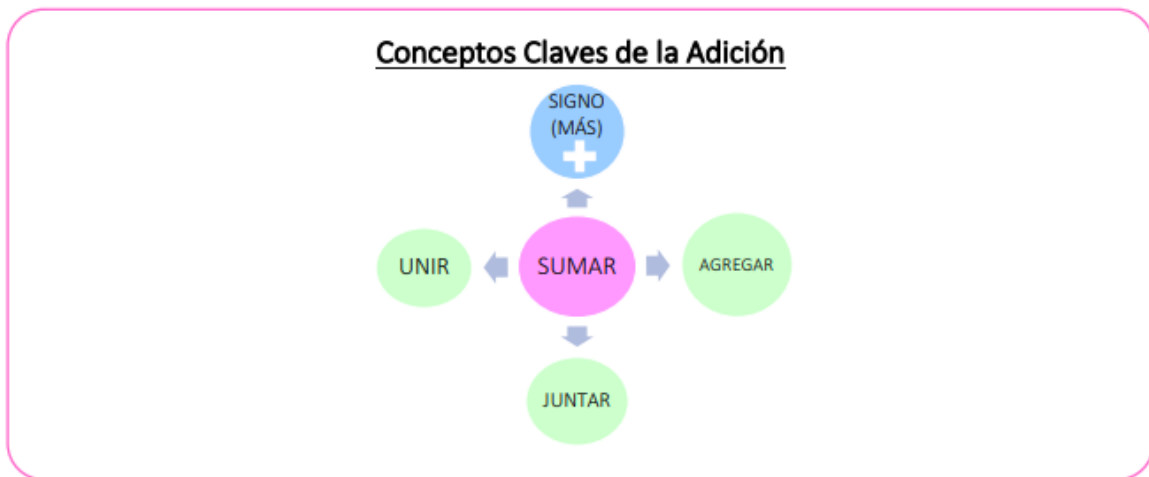 Conceptos Claves de la Adición
SIGNO
(MÁS)
UNIR
SUMAR
AGREGAR
JUNTAR